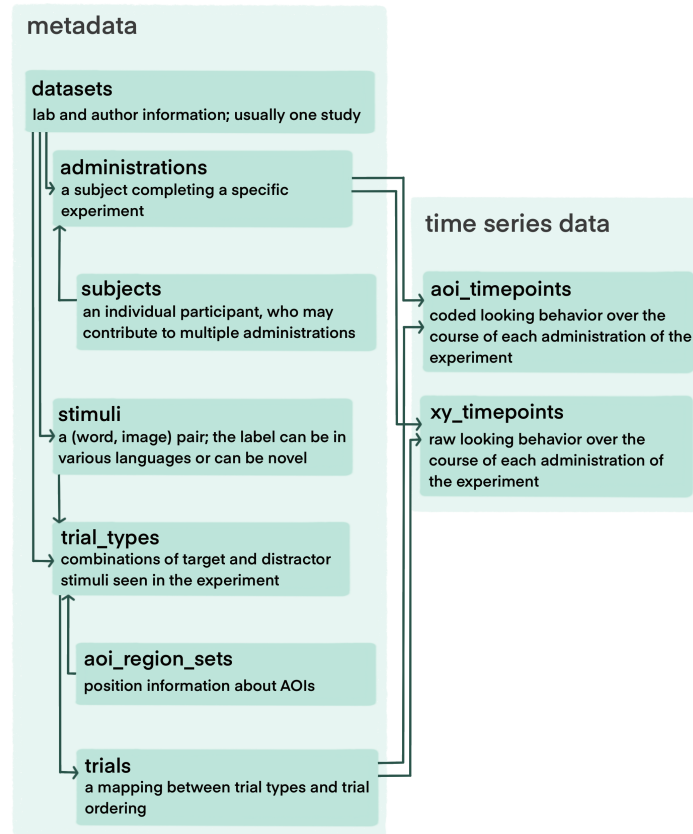 metadata
datasets
lab and author information; usually one study
administrations
a subject completing a specific
experiment
subjects
an individual participant, who may
contribute to multiple administrations
stimuli
a (word, image) pair; the label can be in
various languages or can be novel
trial_types
combinations of target and distractor
stimuli seen in the experiment
aoi_region_sets
position information about AOIs
trials
a mapping between trial types and trial
ordering
time series data
aoi_timepoints
coded looking behavior over the
course of each administration of the
experiment
xy_timepoints
raw looking behavior over the
course of each administration of
the experiment